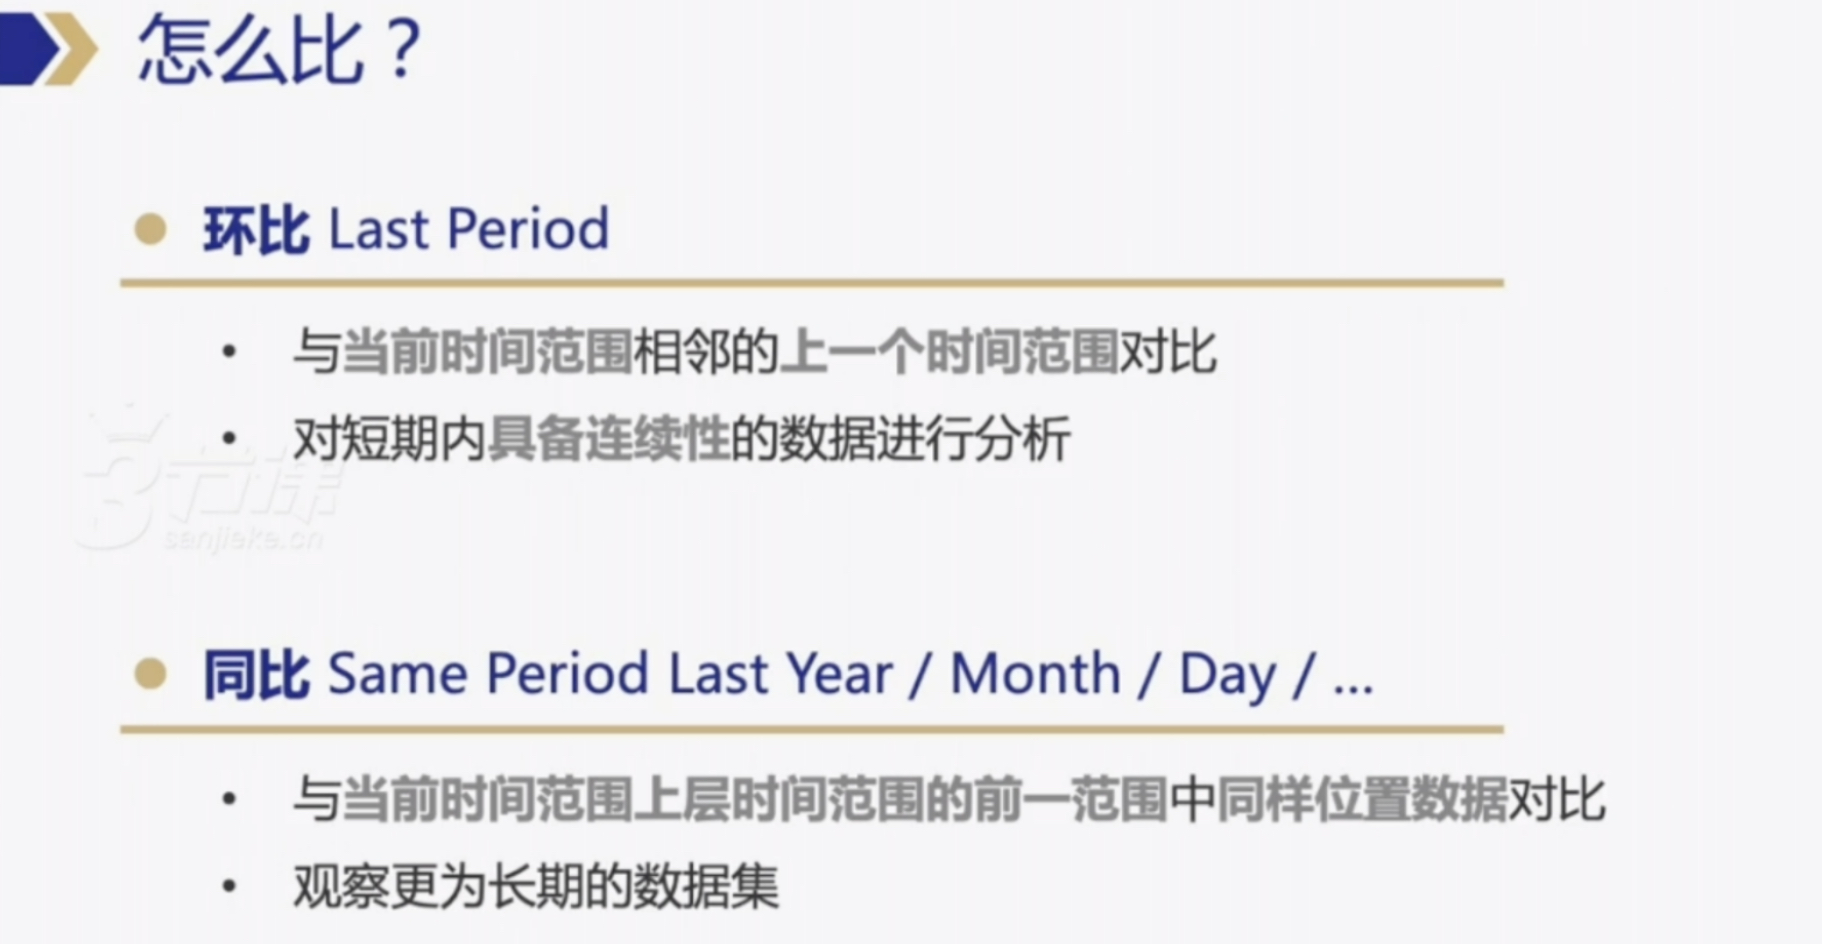 怎么比？
环比 Last Period
• 与当前时间范围相邻的上一个时间范围对比
• 对短期内具备连续性的数据进行分析
3节课
sanjieke.cn
同比 Same Period Last Year / Month / Day / ...
• 与当前时间范围上层时间范围的前一范围中同样位置数据对比
• 观察更为长期的数据集